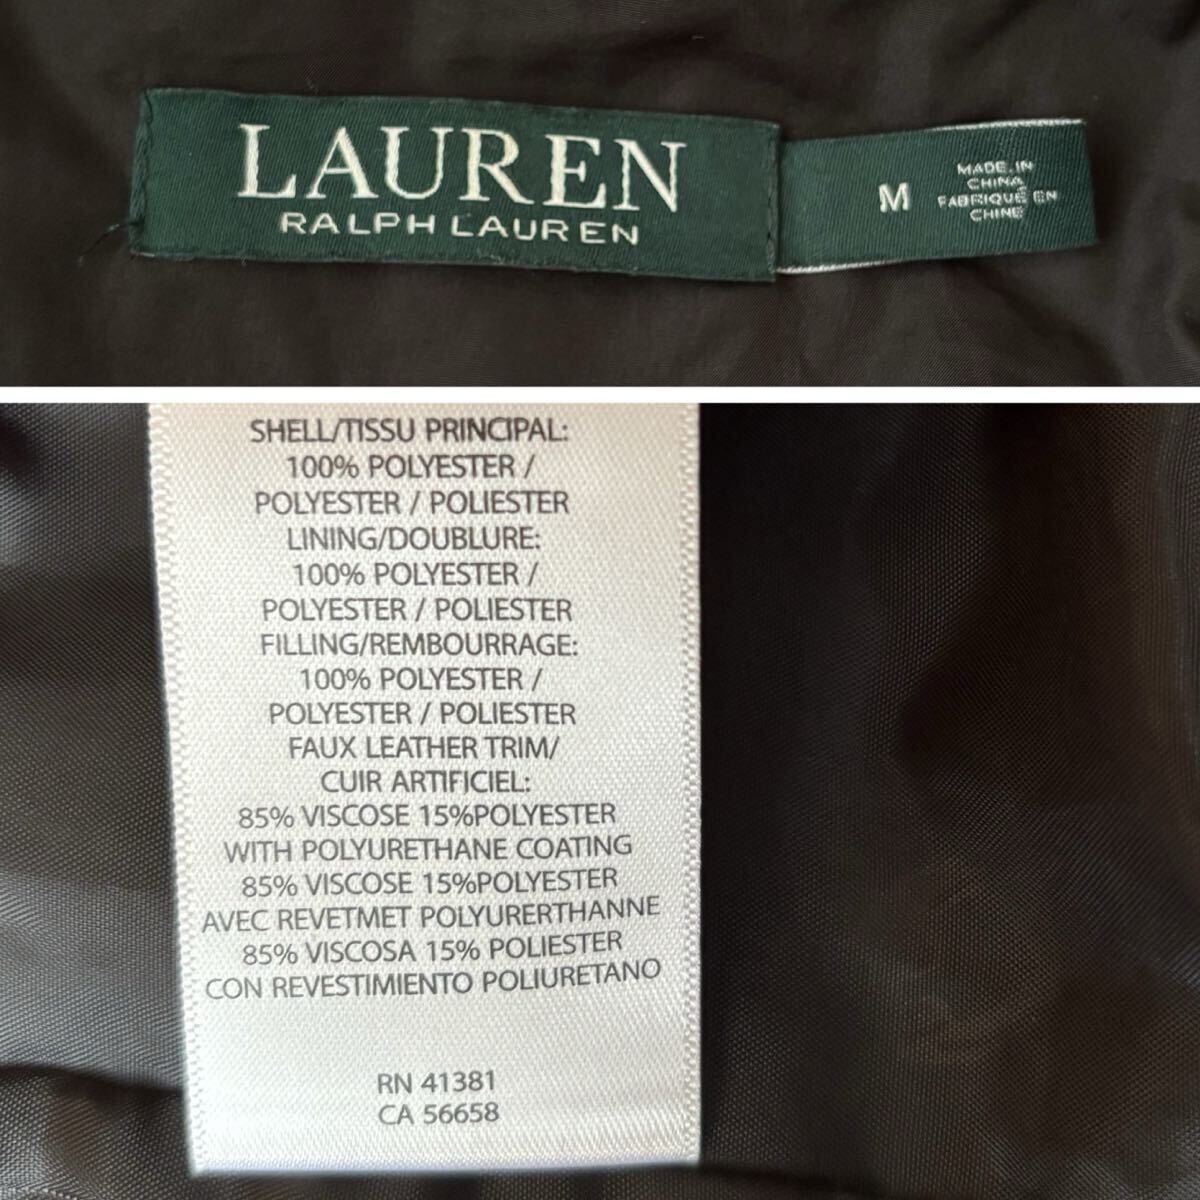 LAUREN
RALPH LAUREN
M
MADE IN
CHINA
FABRIQUÉ EN
CHINE
SHELL/TISSU PRINCIPAL:
100% POLYESTER /
POLYESTER / POLIESTER
LINING/DOUBLURE:
100% POLYESTER /
POLYESTER / POLIESTER
FILLING/REMBOURRAGE:
100% POLYESTER /
POLYESTER / POLIESTER
FAUX LEATHER TRIM/
CUIR ARTIFICIEL:
85% VISCOSE 15%POLYESTER
WITH POLYURETHANE COATING
85% VISCOSE 15%POLYESTER
AVEC REVETMET POLYURERTHANNE
85% VISCOSA 15% POLIESTER
CON REVESTIMIENTO POLIURETANO
RN 41381
CA 56658